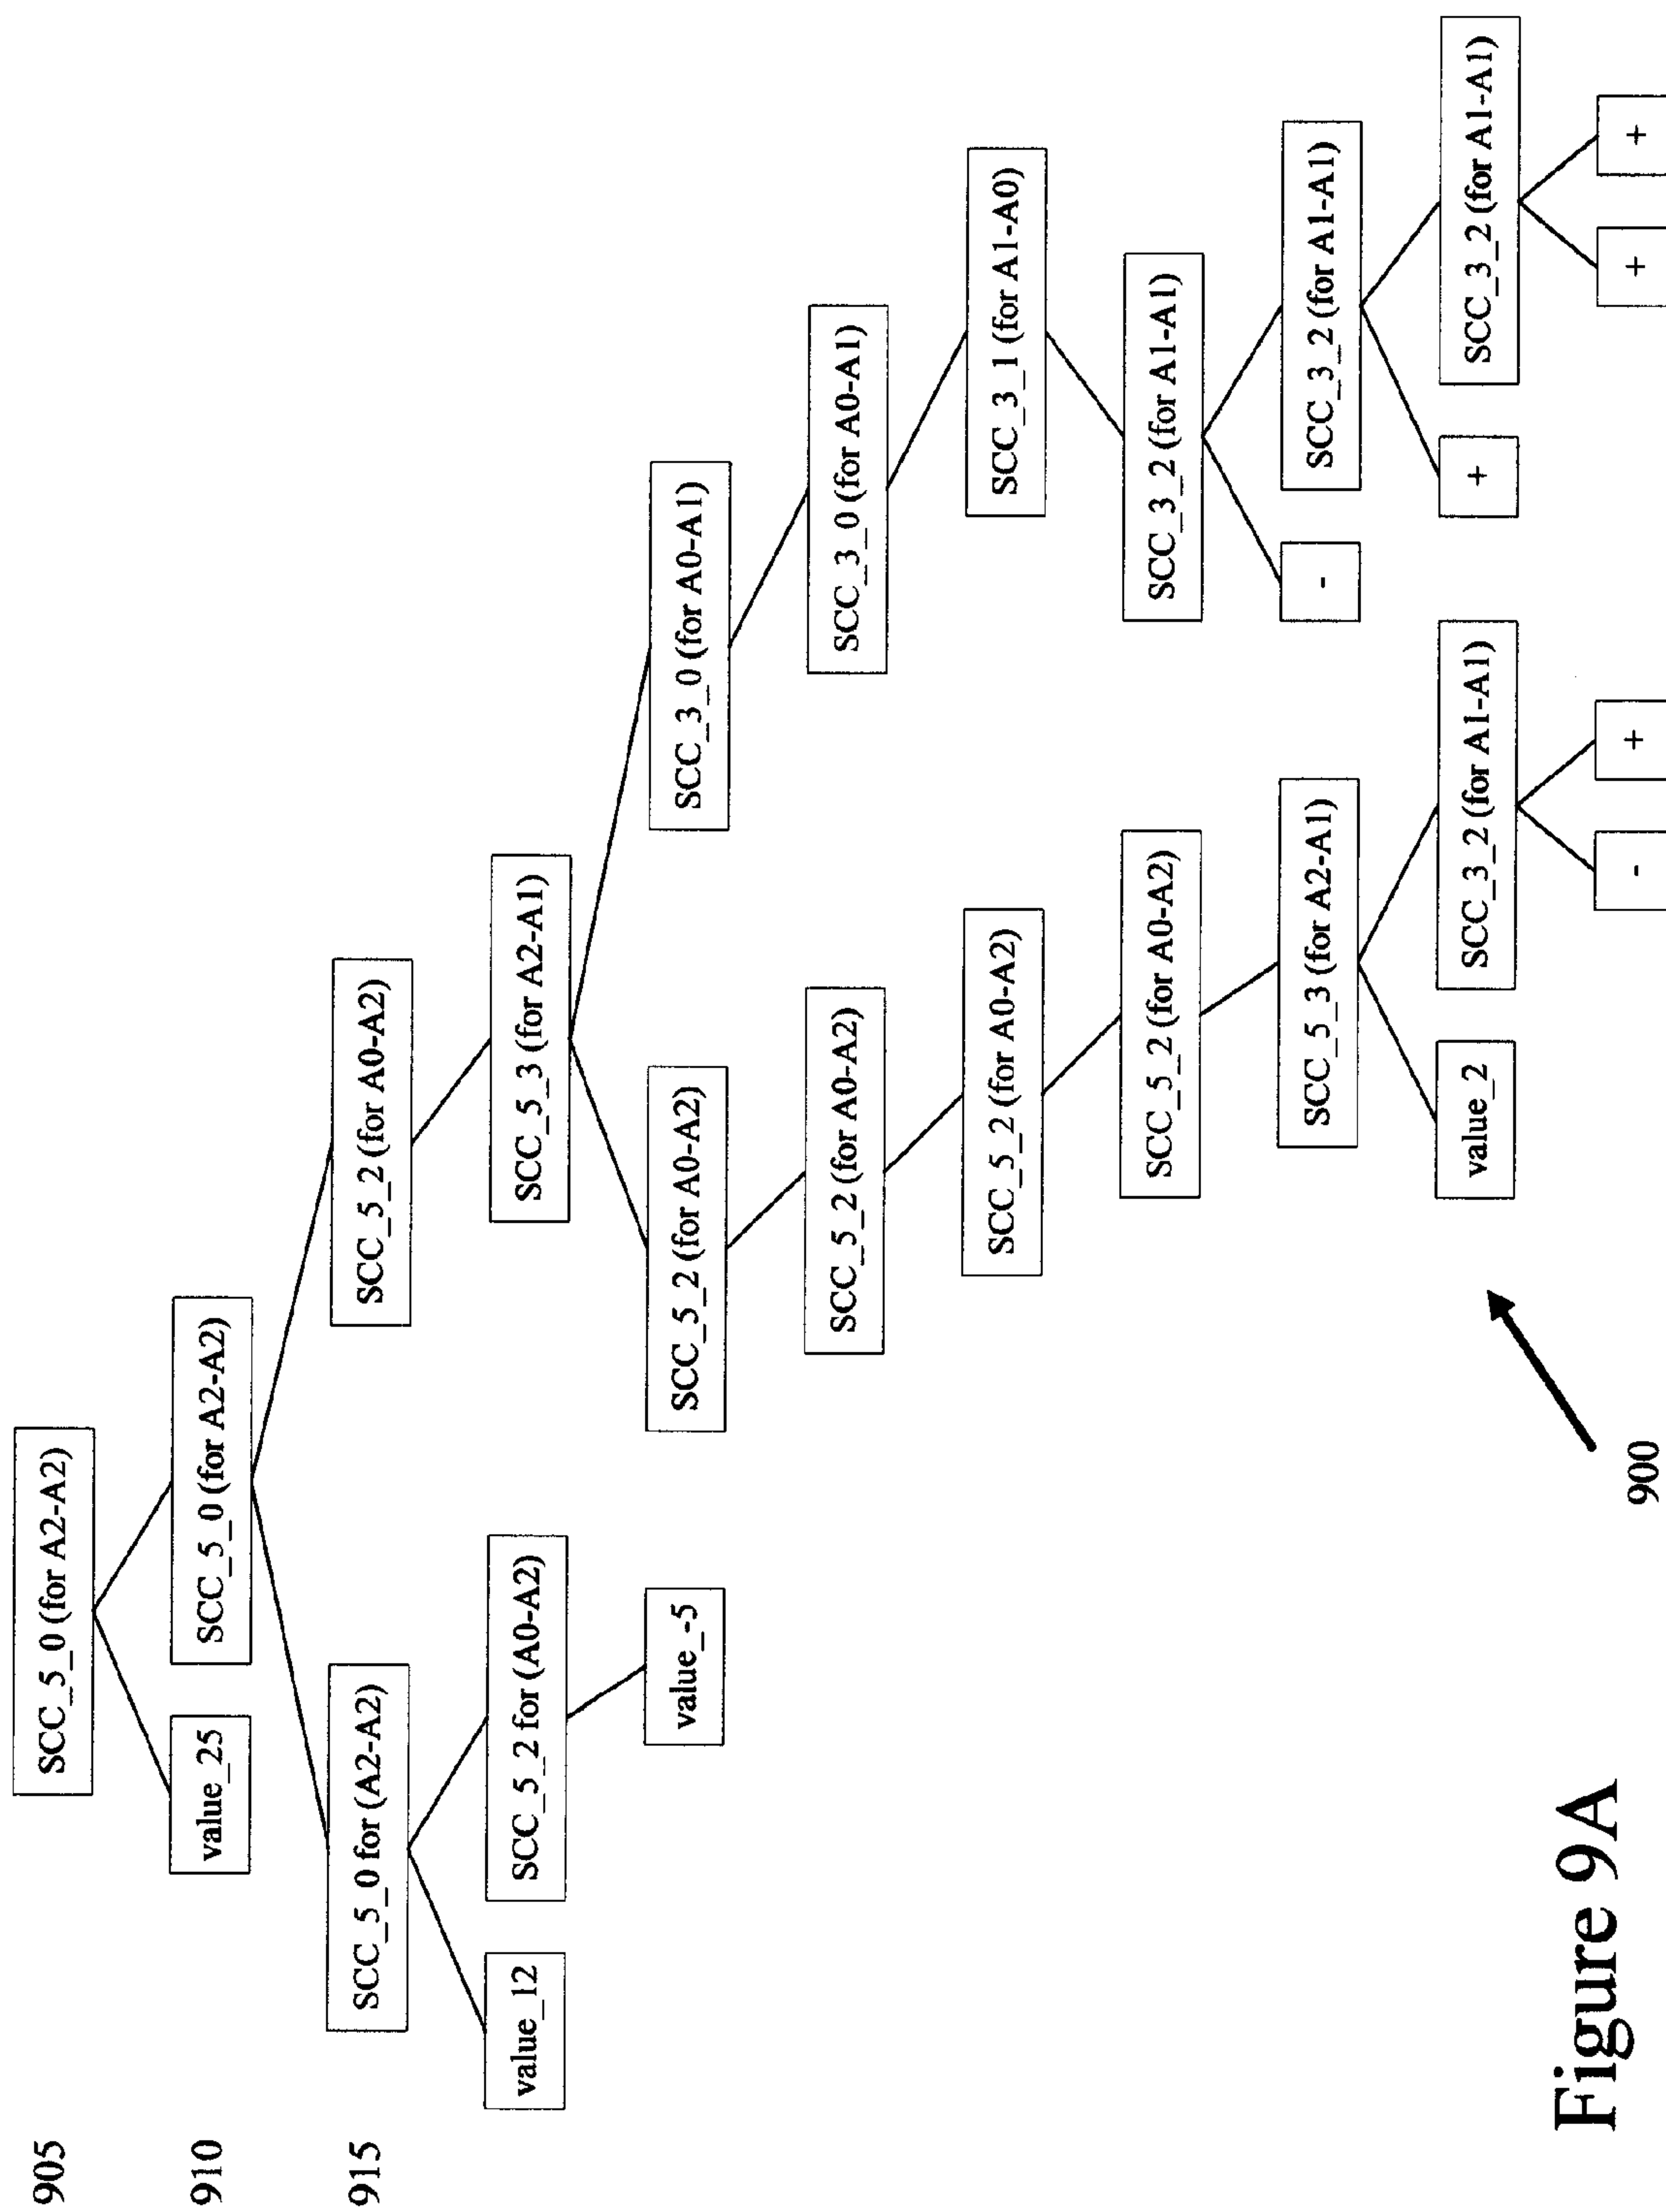 905
SCC_5_0 (for A2-A2)
910
value_25
SCC_5_0 (for A2-A2)
915
SCC_5_0 for (A2-A2)
SCC_5_2 (for A0-A2)
value_12
SCC_5_2 for (A0-A2)
SCC_5_3 (for A2-A1)
value_-5
SCC_5_2 (for A0-A2)
SCC_3_0 (for A0-A1)
SCC_5_2 (for A0-A2)
SCC_3_0 (for A0-A1)
SCC_5_2 (for A0-A2)
SCC_3_1 (for A1-A0)
SCC_5_2 (for A0-A2)
SCC_3_2 (for A1-A1)
SCC_5_3 (for A2-A1)
-
SCC_3_2 (for A1-A1)
value_2
SCC_3_2 (for A1-A1)
+
SCC_3_2 (for A1-A1)
-
+
+
+
900
Figure 9A